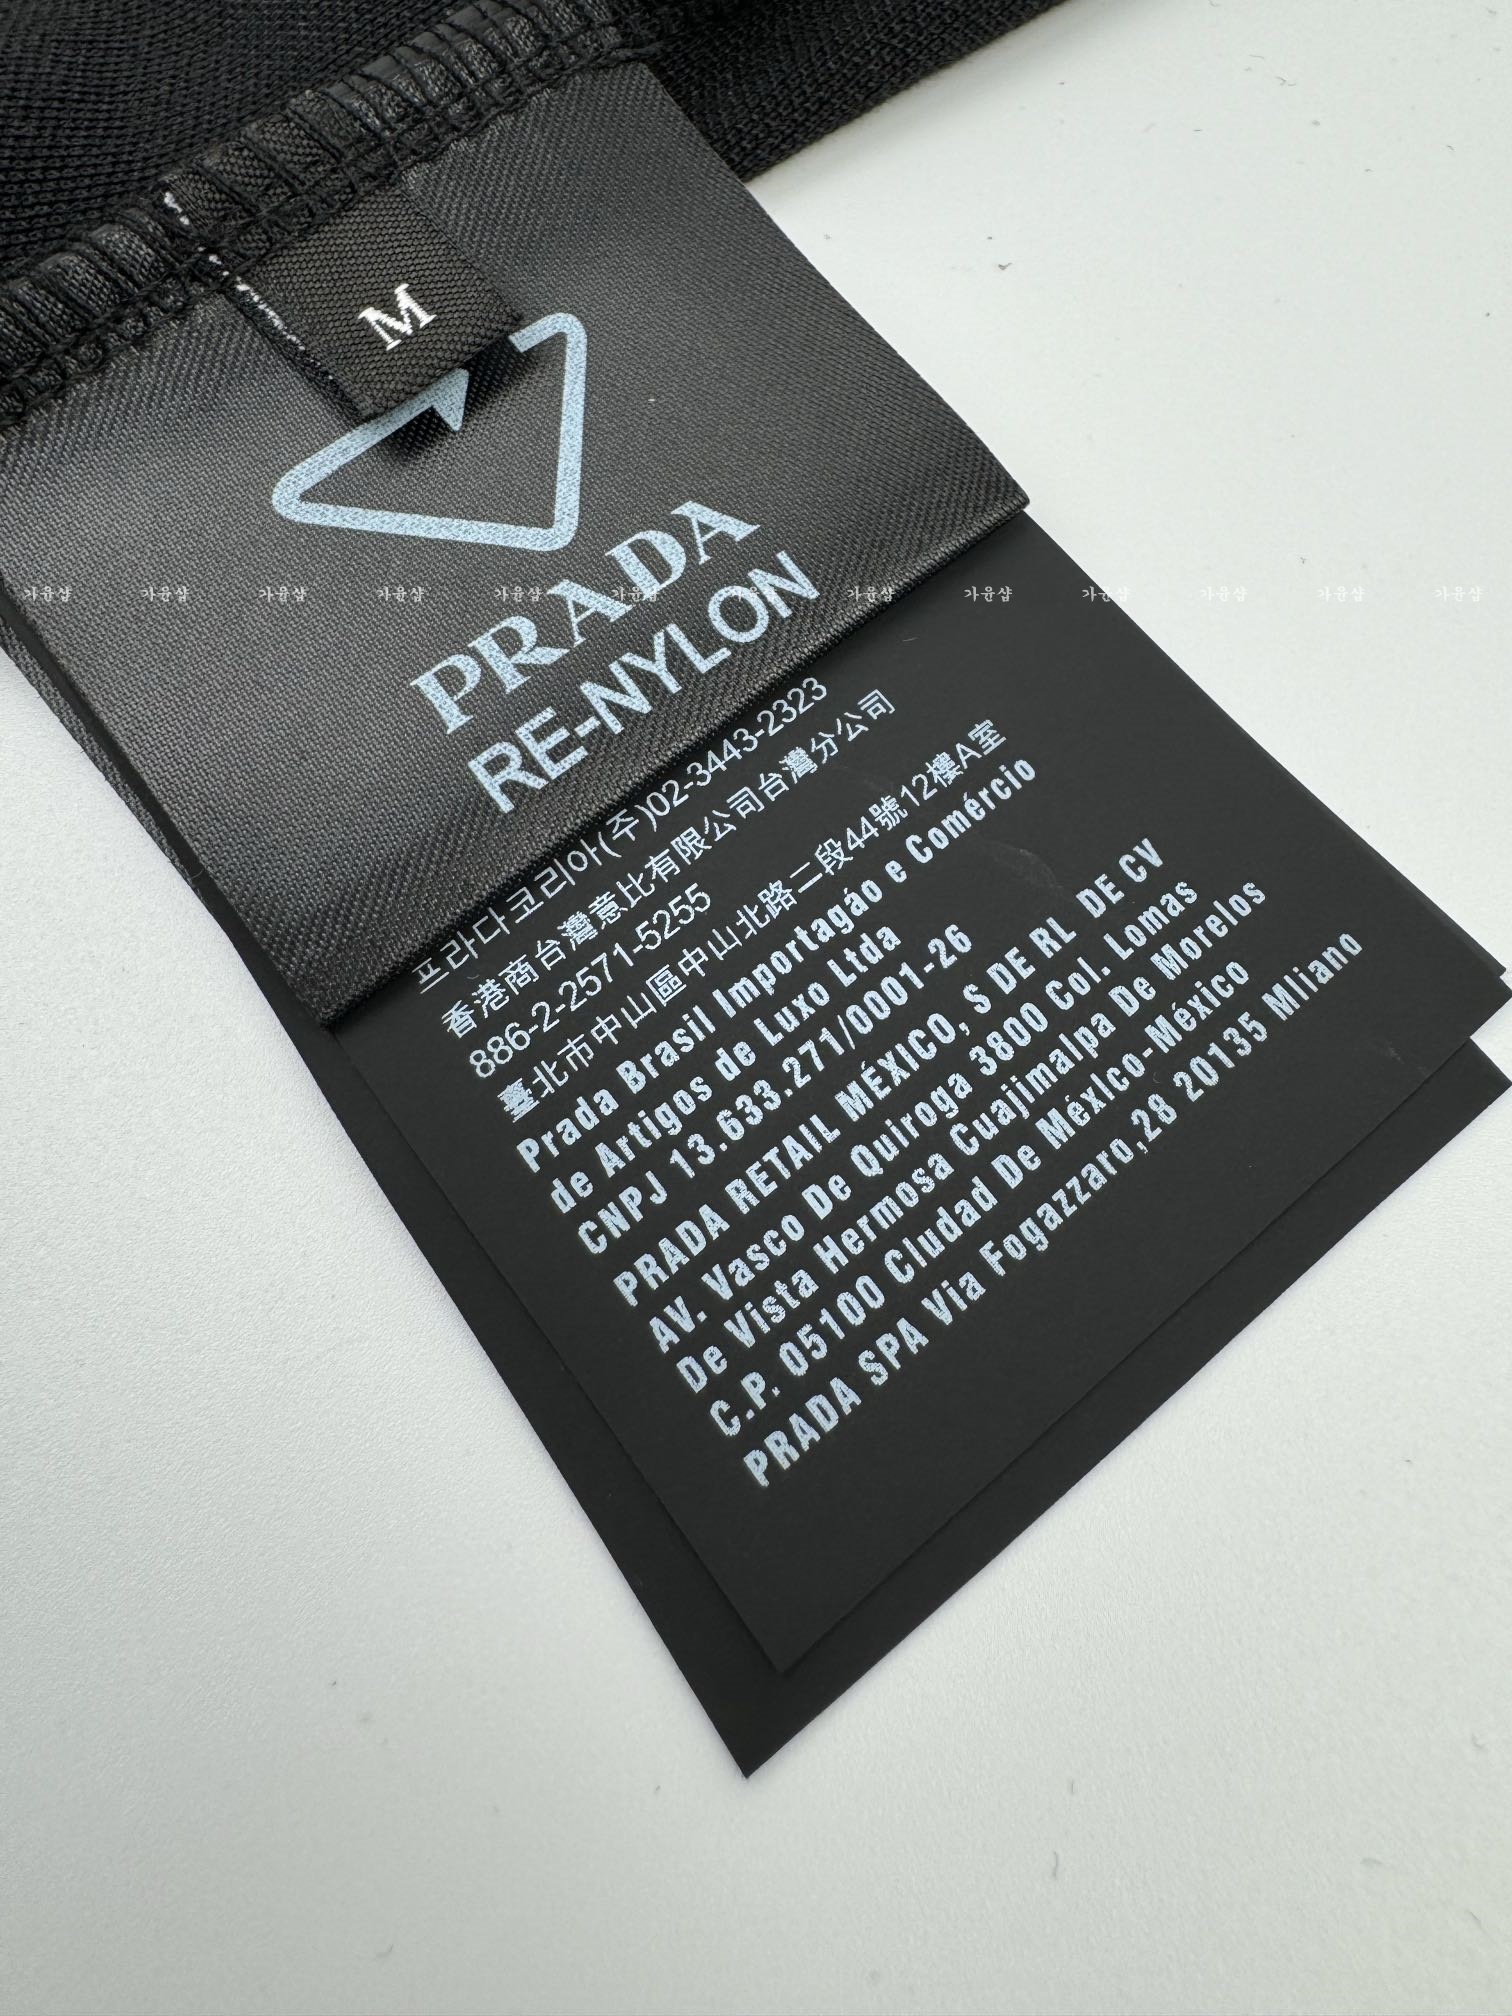 M
PRADA
RE-NYLON
가윤샵 가윤샵 가윤샵 가윤샵 가윤샵 가윤샵 가윤샵 가윤샵 가윤샵 가윤샵 가윤샵 가윤샵 가윤샵
프라다코리아(주)02-3443-2323
香港商台灣意比有限公司台灣分公司
886-2-2571-5255
臺北市中山區中山北路二段44號12樓A室
Prada Brasil Importagáo e Comércio
de Artigos de Luxo Ltda
CNPJ 13.633.271/0001-26
PRADA RETAIL MÉXICO, S DE RL DE CV
AV. Vasco De Quiroga 3800 Col. Lomas
De Vista Hermosa Cuajimalpa De Morelos
C.P. 05100 Cludad De México-México
PRADA SPA Via Fogazzaro,28 20135 Mliano